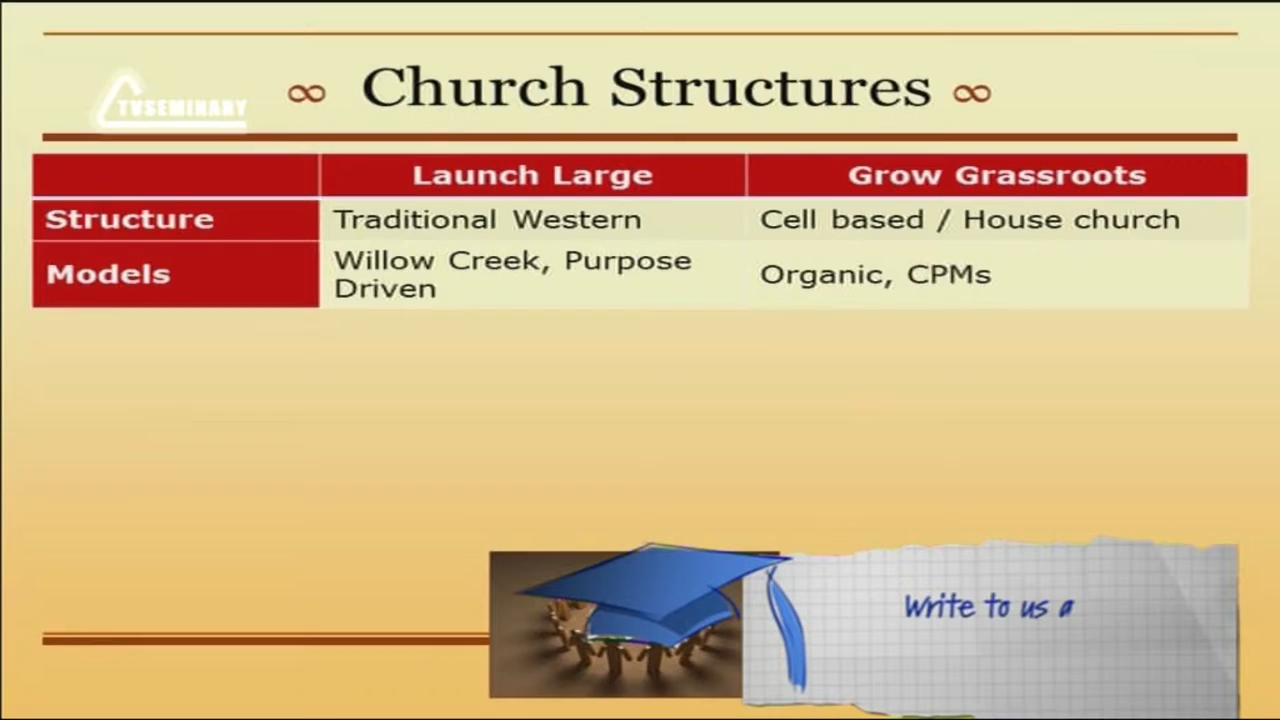 TVSEMINARY
∞ Church Structures ∞
Launch Large Grow Grassroots
Structure Traditional Western Cell based / House church
Models Willow Creek, Purpose Driven Organic, CPMs
Write to us a